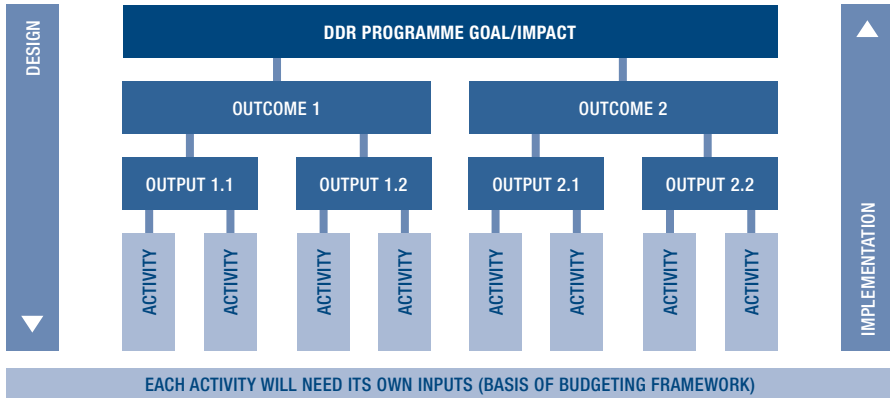 DESIGN
DDR PROGRAMME GOAL/IMPACT
OUTCOME 1
OUTCOME 2
OUTPUT 1.1
OUTPUT 1.2
OUTPUT 2.1
OUTPUT 2.2
ACTIVITY
ACTIVITY
ACTIVITY
ACTIVITY
ACTIVITY
ACTIVITY
ACTIVITY
ACTIVITY
IMPLEMENTATION
EACH ACTIVITY WILL NEED ITS OWN INPUTS (BASIS OF BUDGETING FRAMEWORK)